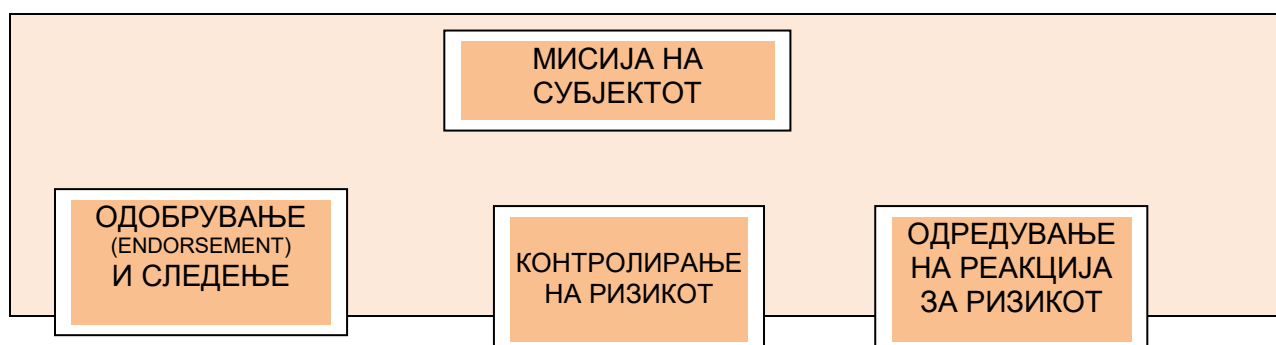 МИСИЈА НА
СУБЈЕКТОТ
ОДОБРУВАЊЕ
(ENDORSEMENT)
И СЛЕДЕЊЕ
КОНТРОЛИРАЊЕ
НА РИЗИКОТ
ОДРЕДУВАЊЕ
НА РЕАКЦИЈА
ЗА РИЗИКОТ